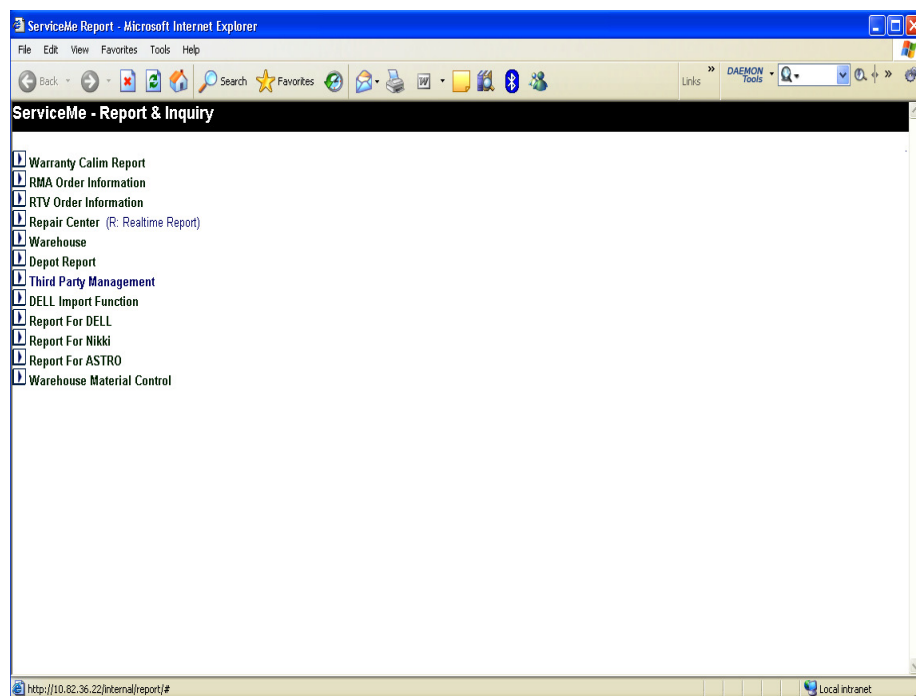 ServiceMe Report - Microsoft Internet Explorer
File Edit View Favorites Tools Help
Back Search Favorites Links DAEMON Tools
ServiceMe - Report & Inquiry
Warranty Calim Report
RMA Order Information
RTV Order Information
Repair Center (R: Realtime Report)
Warehouse
Depot Report
Third Party Management
DELL Import Function
Report For DELL
Report For Nikki
Report For ASTRO
Warehouse Material Control
http://10.82.36.22/internal/report/# Local intranet